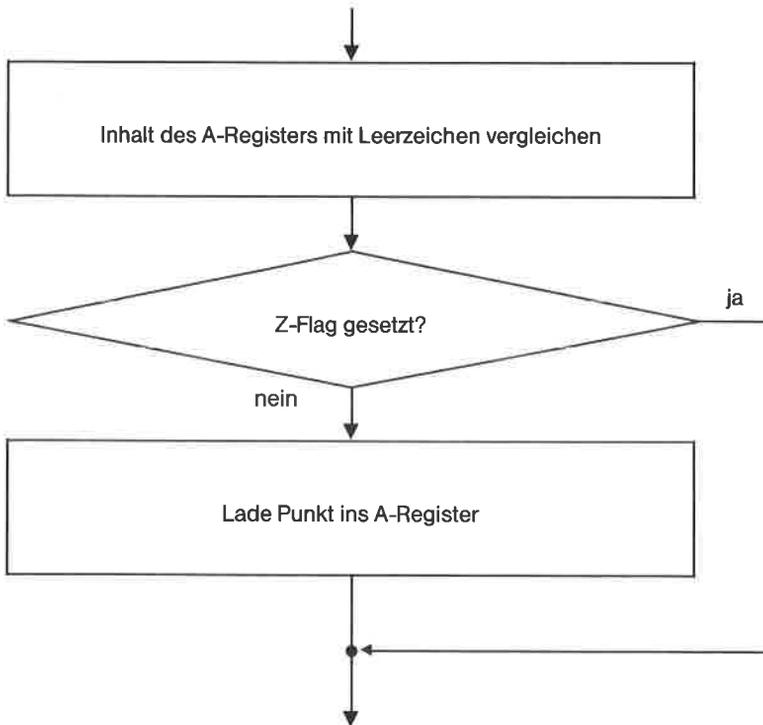 Inhalt des A-Registers mit Leerzeichen vergleichen
Z-Flag gesetzt?
ja
nein
Lade Punkt ins A-Register